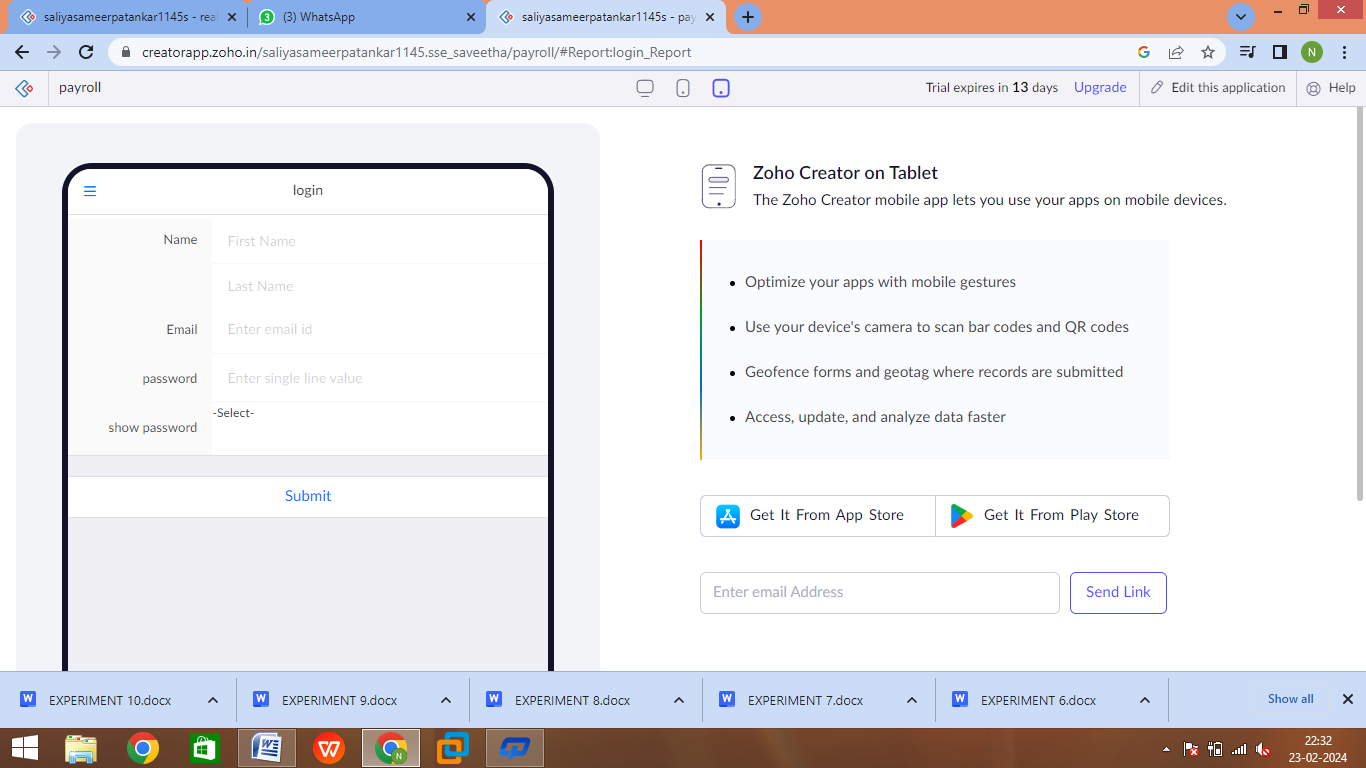 saliyasameerpatankar1145s - real
3
(3) WhatsApp
saliyasameerpatankar1145s - pay
creatorapp.zoho.in/saliyasameerpatankar1145.sse_saveetha/payroll/#Report:login_Report
N
payroll
Trial expires in 13 days
Upgrade
Edit this application
Help
login
Name
First Name
Last Name
Email
Enter email id
password
Enter single line value
show password
-Select-
Submit
Zoho Creator on Tablet
The Zoho Creator mobile app lets you use your apps on mobile devices.
Optimize your apps with mobile gestures
Use your device's camera to scan bar codes and QR codes
Geofence forms and geotag where records are submitted
Access, update, and analyze data faster
Get It From App Store
Get It From Play Store
Enter email Address
Send Link
EXPERIMENT 10.docx
EXPERIMENT 9.docx
EXPERIMENT 8.docx
EXPERIMENT 7.docx
EXPERIMENT 6.docx
Show all
22:32
23-02-2024